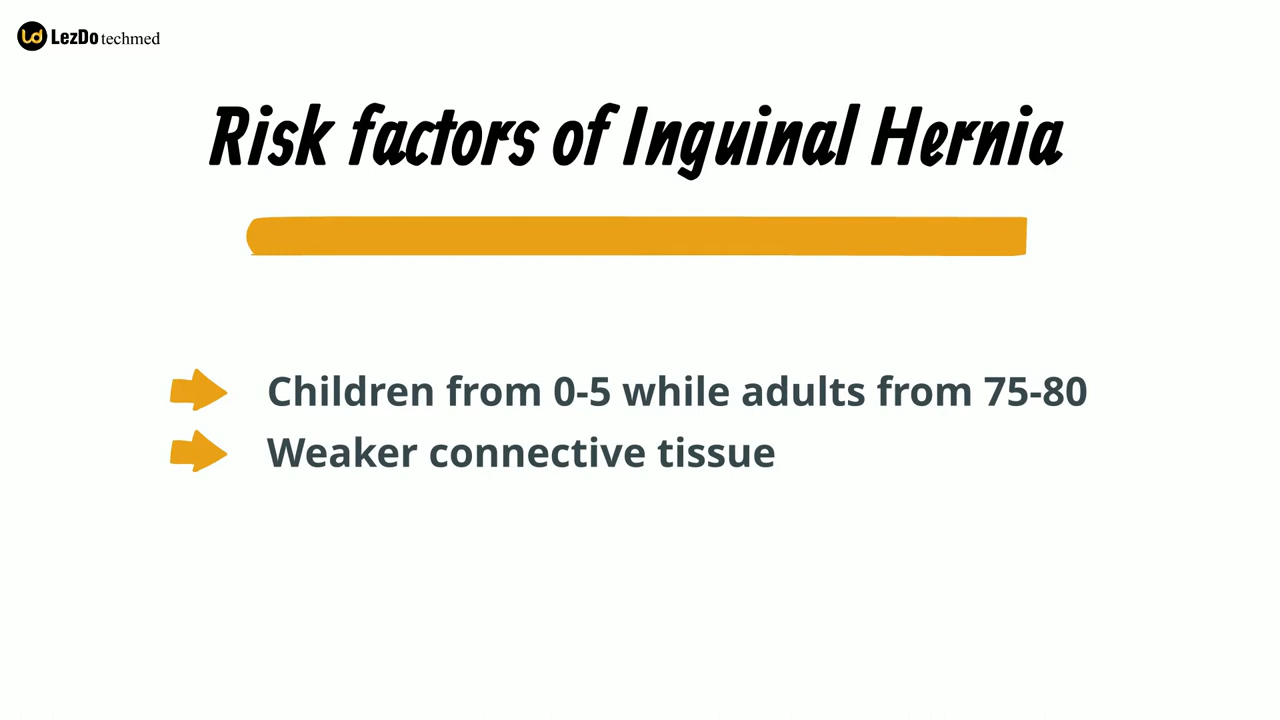 LezDo techmed
Risk factors of Inguinal Hernia
Children from 0-5 while adults from 75-80
Weaker connective tissue